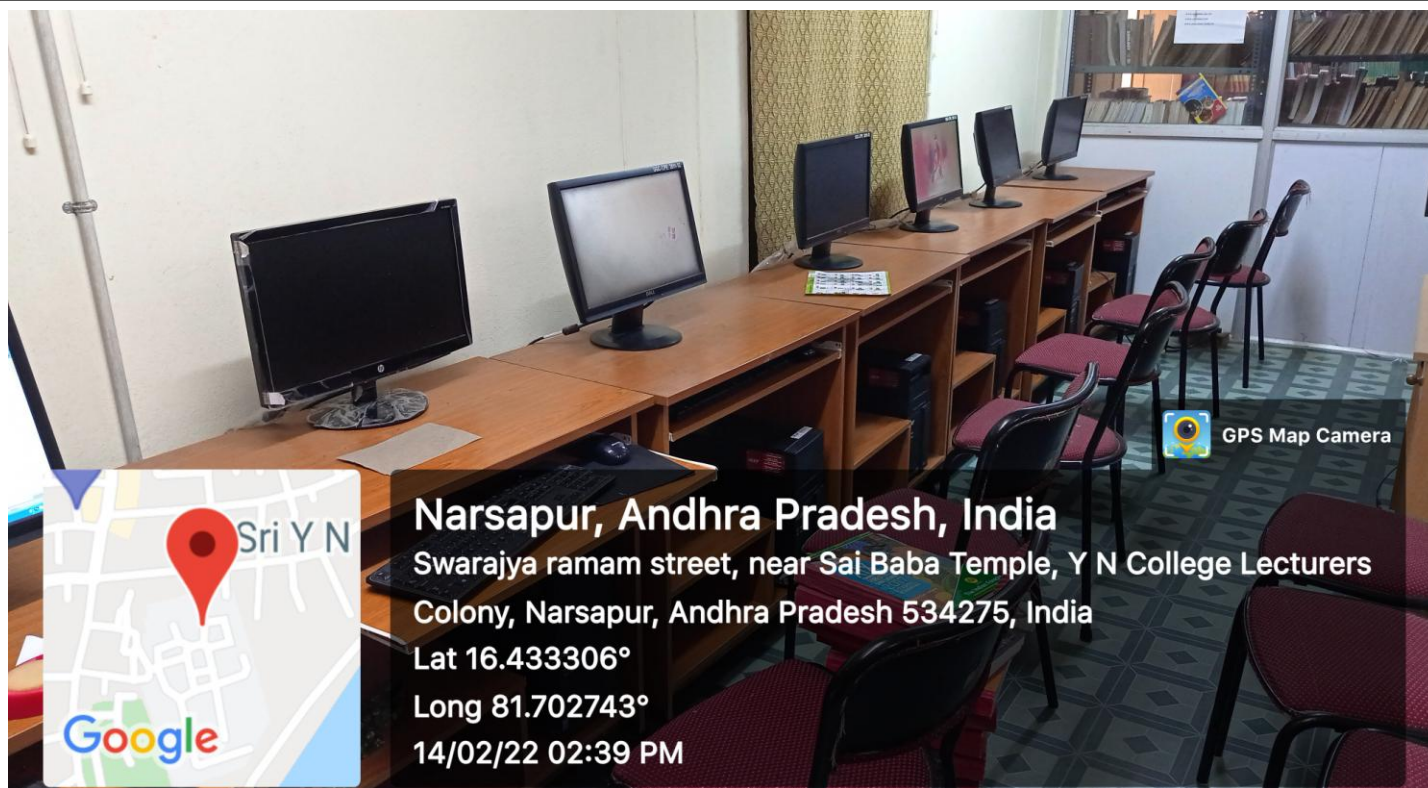 GPS Map Camera
Sri Y N
Google
Narsapur, Andhra Pradesh, India
Swarajya ramam street, near Sai Baba Temple, Y N College Lecturers
Colony, Narsapur, Andhra Pradesh 534275, India
Lat 16.433306°
Long 81.702743°
14/02/22 02:39 PM